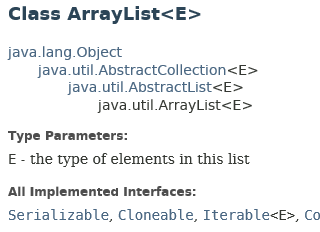 Class ArrayList<E>
java.lang.Object
java.util.AbstractCollection<E>
java.util.AbstractList<E>
java.util.ArrayList<E>
Type Parameters:
E - the type of elements in this list
All Implemented Interfaces:
Serializable, Cloneable, Iterable<E>, Co